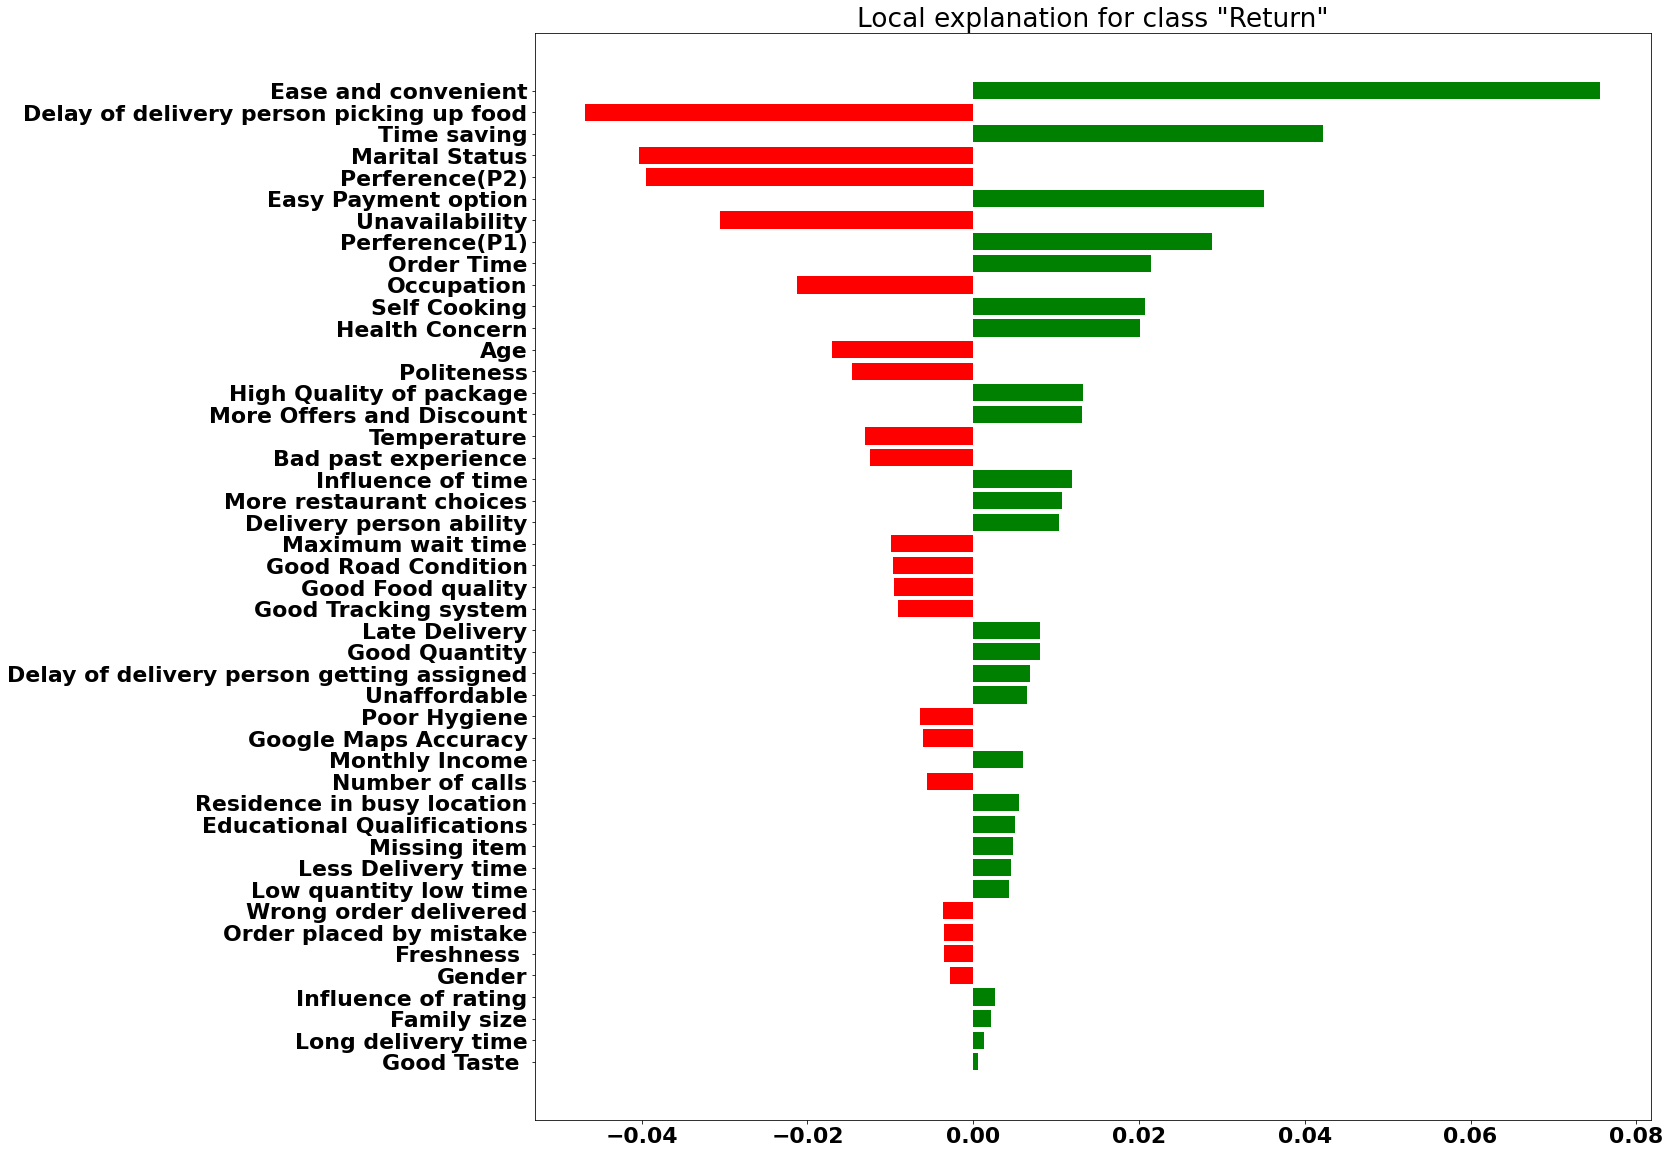 Local explanation for class "Return"
Ease and convenient
Delay of delivery person picking up food
Time saving
Marital Status
Perference(P2)
Easy Payment option
Unavailability
Perference(P1)
Order Time
Occupation
Self Cooking
Health Concern
Age
Politeness
High Quality of package
More Offers and Discount
Temperature
Bad past experience
Influence of time
More restaurant choices
Delivery person ability
Maximum wait time
Good Road Condition
Good Food quality
Good Tracking system
Late Delivery
Good Quantity
Delay of delivery person getting assigned
Unaffordable
Poor Hygiene
Google Maps Accuracy
Monthly Income
Number of calls
Residence in busy location
Educational Qualifications
Missing item
Less Delivery time
Low quantity low time
Wrong order delivered
Order placed by mistake
Freshness
Gender
Influence of rating
Family size
Long delivery time
Good Taste
−0.04 −0.02 0.00 0.02 0.04 0.06 0.08